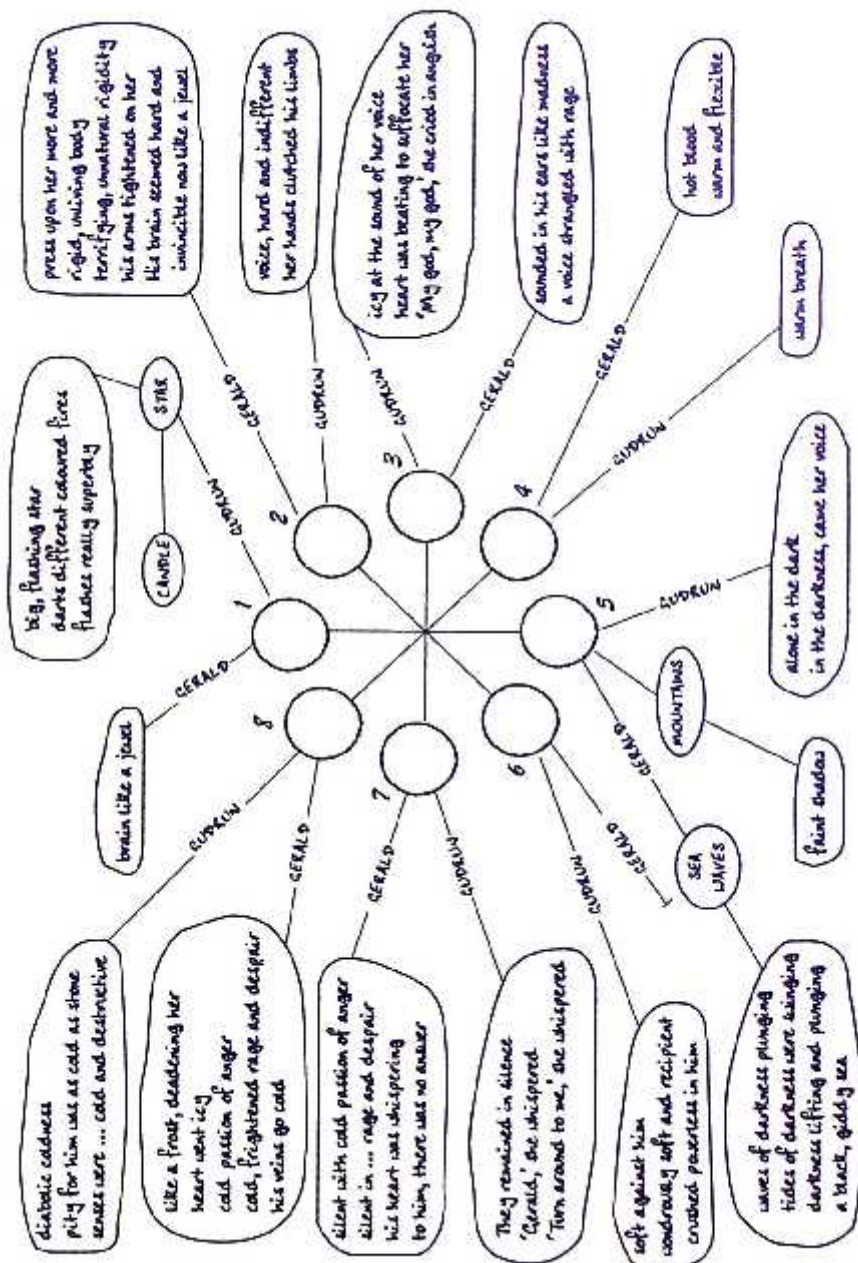 brain like a jewel
GERALD
1
GUDRUN
STAR
CANDLE
big, flashing star
darts different coloured fires
flashes really superbly
2
GERALD
press upon her more and more
rigid, unliving body
terrifying, unnatural rigidity
his arms tightened on her
His brain seemed hard and
invincible now like a jewel
GUDRUN
voice, hard and indifferent
her hands clutched his limbs
3
GUDRUN
icy at the sound of her voice
heart was beating to suffocate her
'My god, my god,' she cried in anguish
GERALD
sounded in his ears like madness
a voice strangled with rage
4
GERALD
hot blood
warm and flexible
GUDRUN
warm breath
5
GUDRUN
alone in the dark
in the darkness, came her voice
MOUNTAINS
faint shadow
GERALD
SEA
WAVES
waves of darkness plunging
tides of darkness were swinging
darkness lifting and plunging
a black, giddy sea
6
GERALD
GUDRUN
soft against him
wondrously soft and recipient
crushed powerless in him
7
GUDRUN
They remained in silence
'Gerald,' she whispered
'Turn around to me,' she whispered
GERALD
silent with cold passion of anger
silent in ... rage and despair
his heart was whispering
to him, there was no answer
8
GERALD
like a frost, deadening her
heart went icy
cold passion of anger
cold, frightened rage and despair
his veins go cold
GUDRUN
diabolic coldness
pity for him was as cold as stone
senses were ... cold and destructive